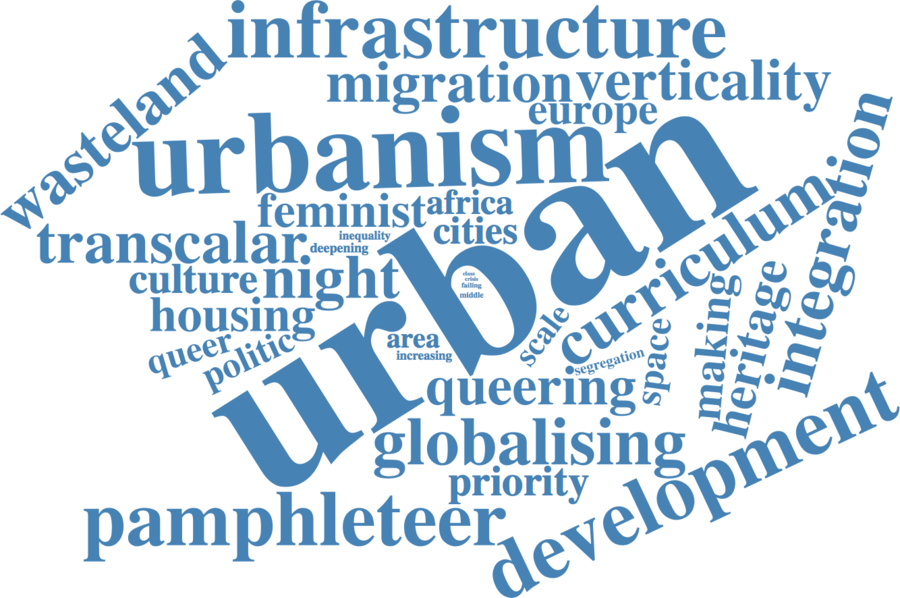 infrastructure
wasteland
migration
verticality
europe
urbanism
urban
integration
feminist
africa
cities
transcalar
inequality
deepening
curriculum
culture
night
class
crisis
failing
middle
housing
area
increasing
scale
segregation
space
making
heritage
queer
politic
queering
globalising
priority
development
pamphleteer